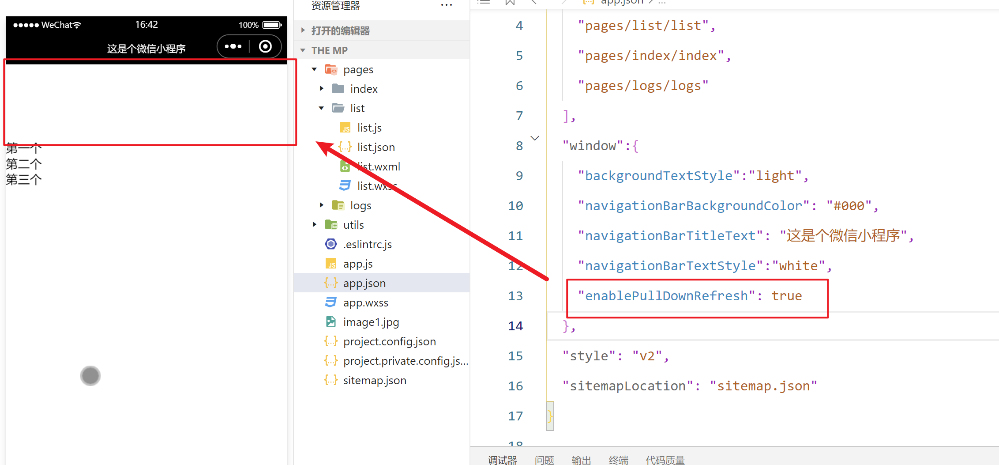 WeChat
16:42
100%
这是个微信小程序
第一个
第二个
第三个
资源管理器
打开的编辑器
THE MP
pages
index
list
list.js
list.json
list.wxml
list.wxss
logs
utils
.eslintrc.js
app.js
app.json
app.wxss
image1.jpg
project.config.json
project.private.config.js...
sitemap.json
app.json > ...
4 "pages/list/list",
5 "pages/index/index",
6 "pages/logs/logs"
7 ],
8 "window":{
9 "backgroundTextStyle":"light",
10 "navigationBarBackgroundColor": "#000",
11 "navigationBarTitleText": "这是个微信小程序",
12 "navigationBarTextStyle":"white",
13 "enablePullDownRefresh": true
14 },
15 "style": "v2",
16 "sitemapLocation": "sitemap.json"
17 }
18
调试器 问题 输出 终端 代码质量